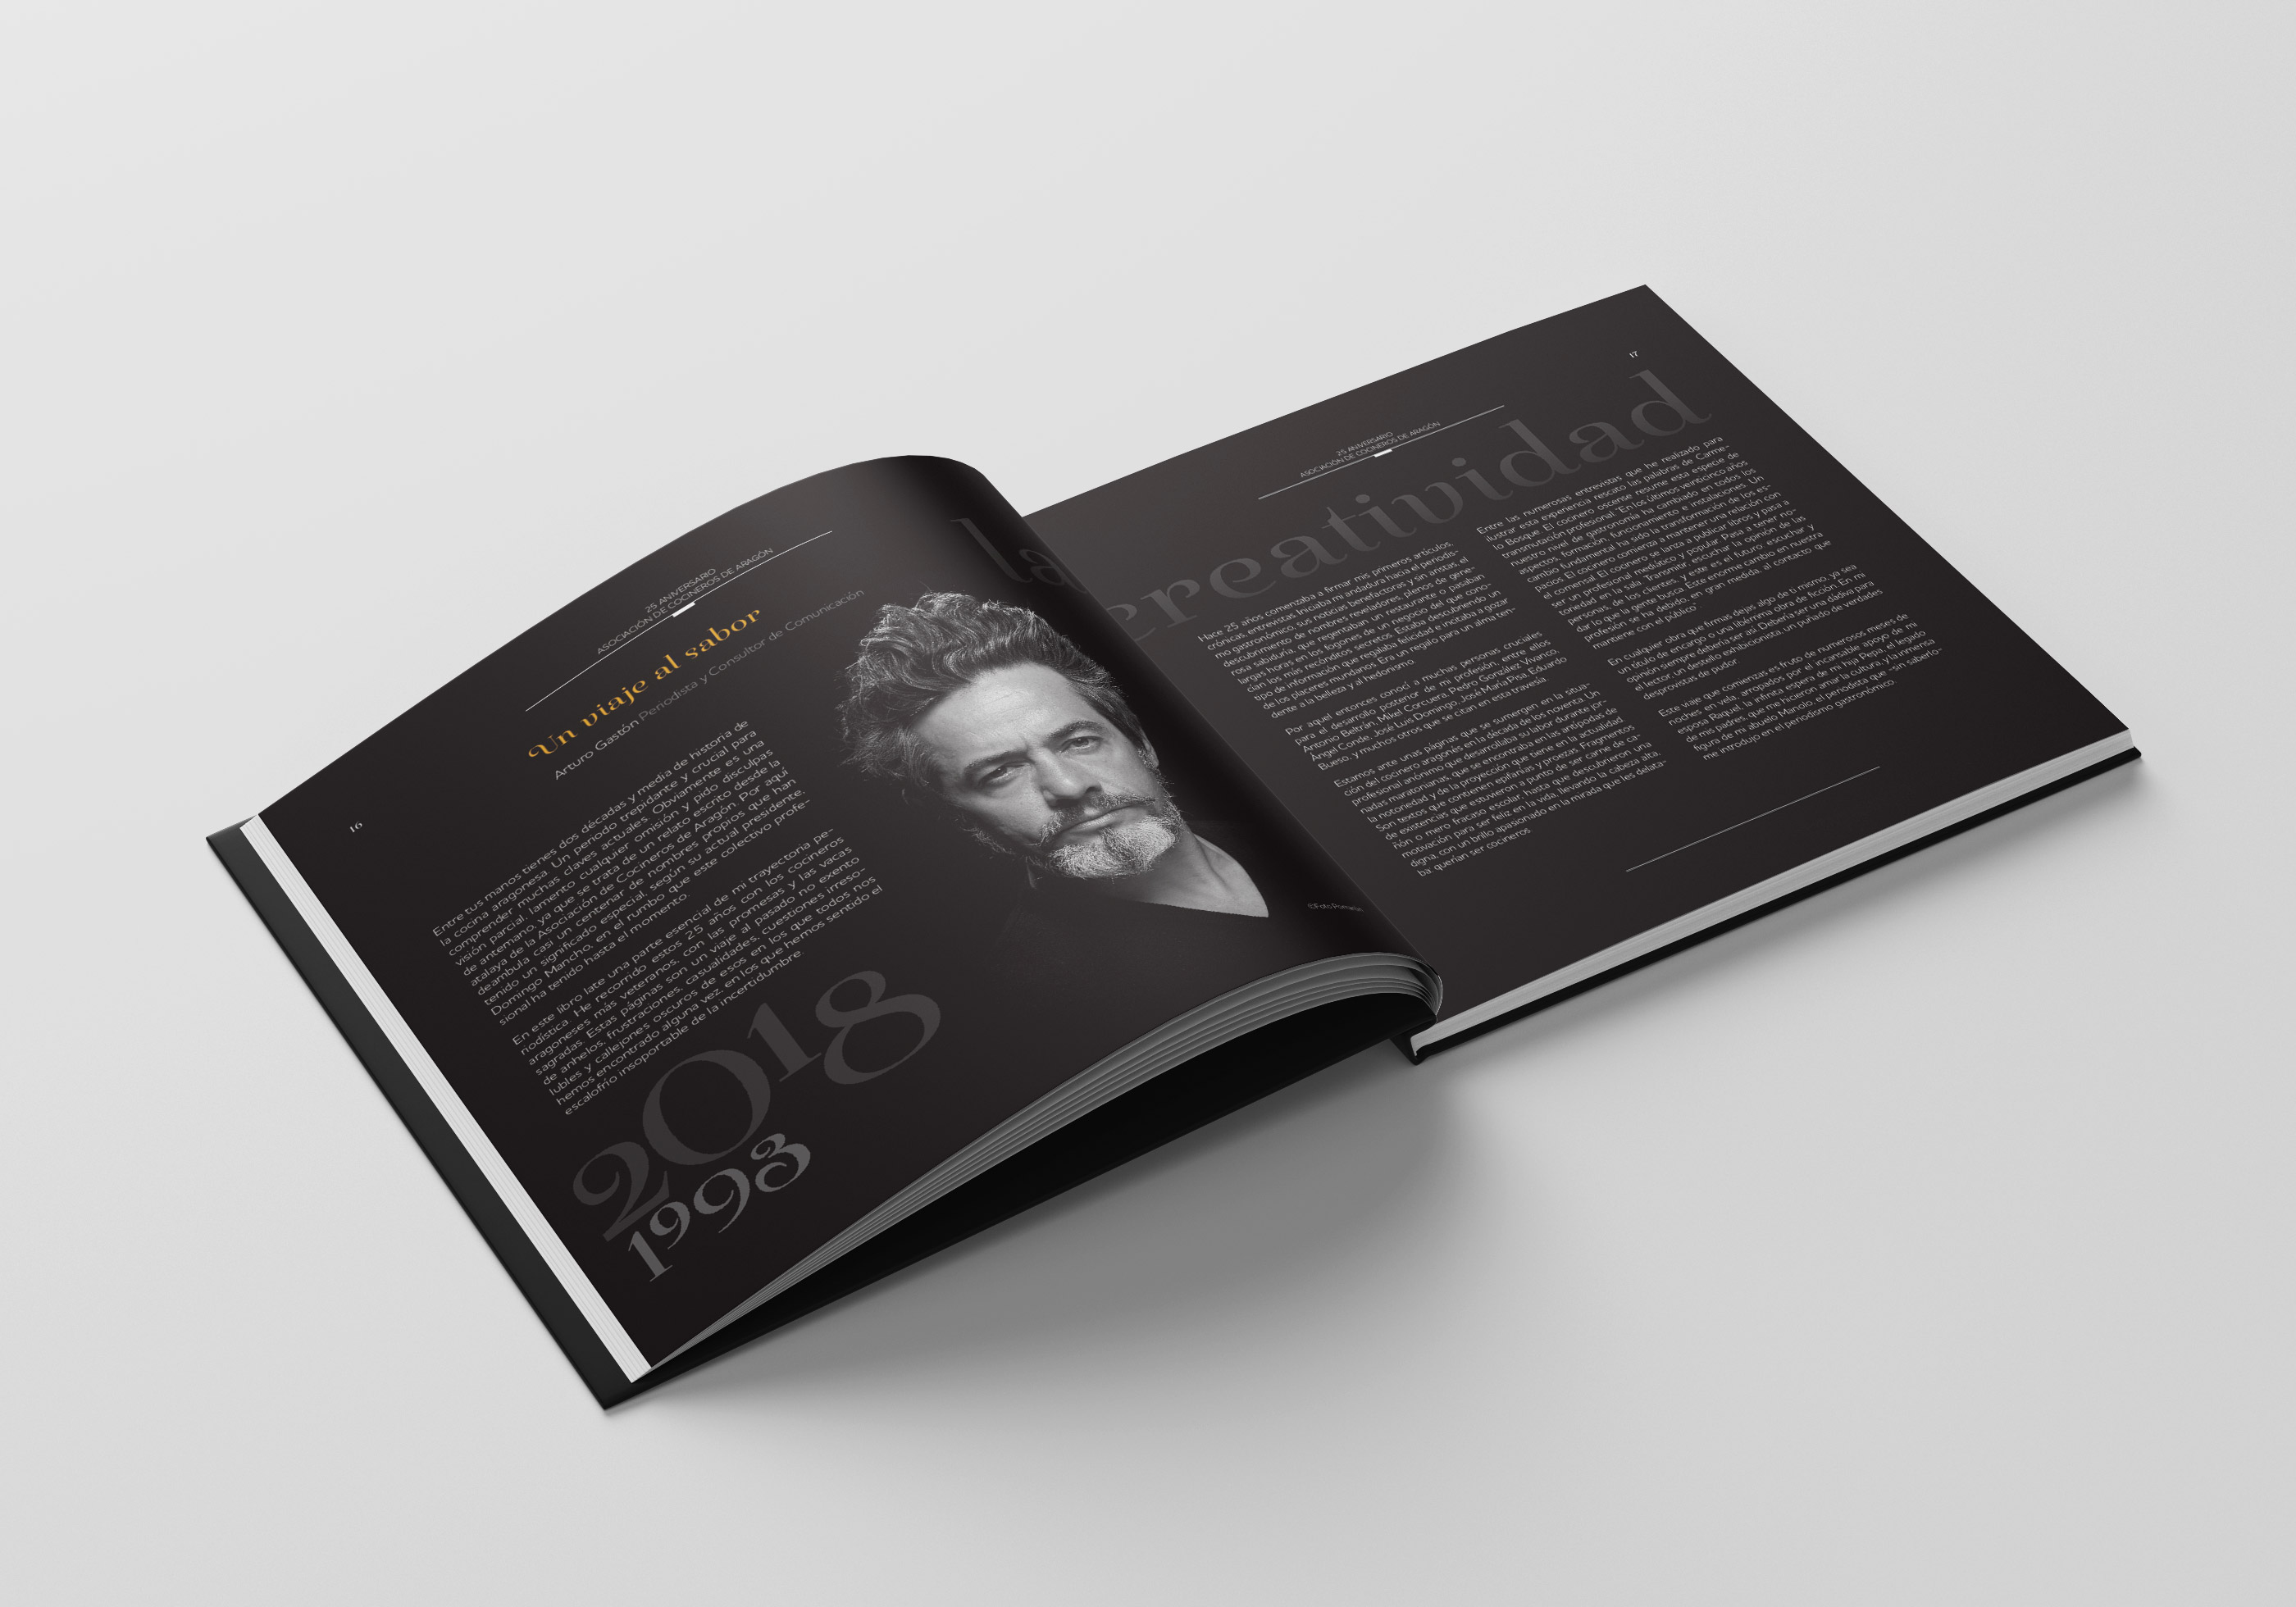 16
25 ANIVERSARIO
ASOCIACIÓN DE COCINEROS DE ARAGÓN
Un viaje al sabor
Arturo Gastón Periodista y Consultor de Comunicación
Entre tus manos tienes dos décadas y media de historia de
la cocina aragonesa. Un periodo trepidante y crucial para
comprender muchas claves actuales. Obviamente es una
visión parcial, lamento cualquier omisión y pido disculpas
de antemano, ya que se trata de un relato escrito desde la
atalaya de la Asociación de Cocineros de Aragón. Por aquí
deambula casi un centenar de nombres propios que han
tenido un significado especial según su actual presidente,
Domingo Mancho, en el rumbo que este colectivo profe-
sional ha tenido hasta el momento.
En este libro late una parte esencial de mi trayectoria pe-
riodística. He recorrido estos 25 años con los cocineros
aragoneses más veteranos, con las promesas y las vacas
sagradas. Estas páginas son un viaje al pasado no exento
de anhelos, frustraciones, casualidades, cuestiones irreso-
lubles y callejones oscuros de esos en los que todos nos
hemos encontrado alguna vez, en los que hemos sentido el
escalofrío insoportable de la incertidumbre.
2018
1993
©Foto
la creatividad
17
25 ANIVERSARIO
ASOCIACIÓN DE COCINEROS DE ARAGÓN
Hace 25 años, comenzaba a firmar mis primeros artículos,
crónicas, entrevistas. Iniciaba mi andadura hacia el periodis-
mo gastronómico, sus noticias benefactoras y sin aristas, el
descubrimiento de nombres reveladores, plenos de gene-
rosa sabiduría, que regentaban un restaurante o pasaban
largas horas en los fogones de un negocio del que cono-
cían los más recónditos secretos. Estaba descubriendo un
tipo de información que regalaba felicidad e incitaba a gozar
de los placeres mundanos. Era un regalo para un alma ten-
dente a la belleza y al hedonismo.
Por aquel entonces conocí a muchas personas cruciales
para el desarrollo posterior de mi profesión, entre ellos
Antonio Beltrán, Mikel Corcuera, Pedro González Vivanco,
Ángel Conde, José Luis Domingo, José María Pisa, Eduardo
Bueso, y muchos otros que se citan en esta travesía.
Estamos ante unas páginas que se sumergen en la situa-
ción del cocinero aragonés en la década de los noventa. Un
profesional anónimo que desarrollaba su labor durante jor-
nadas maratonianas, que se encontraba en las antípodas de
la notoriedad y de la proyección que tiene en la actualidad.
Son textos que contienen epifanías y proezas. Fragmentos
de existencias que estuvieron a punto de ser carne de ca-
ñón o mero fracaso escolar, hasta que descubrieron una
motivación para ser feliz en la vida, llevando la cabeza alta,
digna, con un brillo apasionado en la mirada que les delata-
ba querían ser cocineros.
Entre las numerosas entrevistas que he realizado para
ilustrar esta experiencia rescato las palabras de Carme-
lo Bosque. El cocinero oscense resume esta especie de
transmutación profesional: "En los últimos veinticinco años
nuestro nivel de gastronomía ha cambiado en todos los
aspectos, formación, funcionamiento e instalaciones. Un
cambio fundamental ha sido la transformación de los es-
pacios. El cocinero comienza a mantener una relación con
el comensal. El cocinero se lanza a publicar libros y pasa a
ser un profesional mediático y popular. Pasa a tener no-
toriedad en la sala. Transmitir, escuchar la opinión de las
personas, de los clientes, y este es el futuro: escuchar y
dar lo que la gente busca. Este enorme cambio en nuestra
profesión se ha debido, en gran medida, al contacto que
mantiene con el público".
En cualquier obra que firmas dejas algo de ti mismo, ya sea
un título de encargo o una libérrima obra de ficción. En mi
opinión siempre debería ser así. Debería ser una dádiva para
el lector, un destello exhibicionista, un puñado de verdades
desprovistas de pudor.
Este viaje que comienzas es fruto de numerosos meses de
noches en vela, arropados por el incansable apoyo de mi
esposa Raquel, la infinita espera de mi hija Pepa, el legado
de mis padres, que me hicieron amar la cultura, y la inmensa
figura de mi abuelo Manolo, el periodista que -sin saberlo-
me introdujo en el periodismo gastronómico.